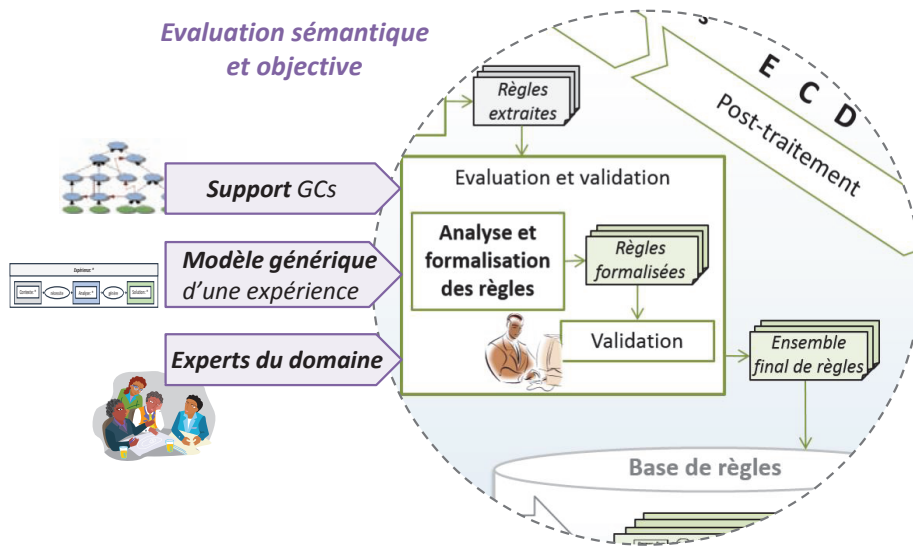 Evaluation sémantique
et objective
E C D
Post-traitement
Règles
extraites
Support GCs
Evaluation et validation
Modèle générique
d'une expérience
Analyse et
formalisation
des règles
Règles
formalisées
Experts du domaine
Validation
Ensemble
final de règles
Base de règles